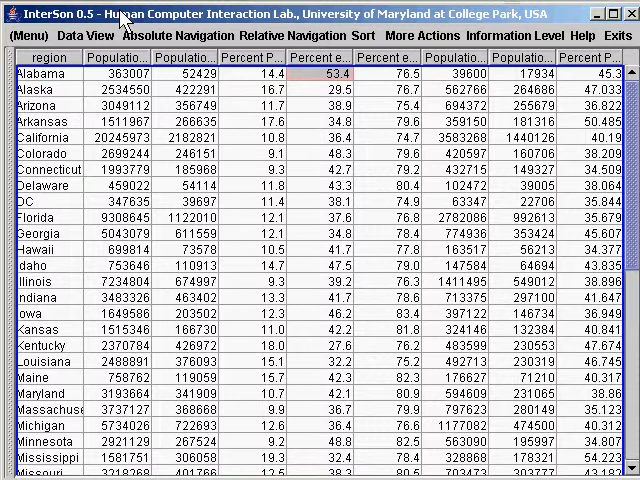 InterSon 0.5 - Human Computer Interaction Lab., University of Maryland at College Park, USA
(Menu) Data View Absolute Navigation Relative Navigation Sort More Actions Information Level Help Exits
region Populatio... Populatio... Percent P... Percent e... Percent e... Populatio... Populatio... Percent P...
Alabama 363007 52429 14.4 53.4 76.5 39600 17934 45.3
Alaska 2534550 422291 16.7 29.5 67.7 562766 264686 47.033
Arizona 3049112 356749 11.7 38.9 75.4 694372 255679 36.822
Arkansas 1511967 266635 17.6 34.8 79.6 359150 181316 50.485
California 20245973 2182821 10.8 36.4 74.7 3583268 1440126 40.19
Colorado 2699244 246151 9.1 48.3 79.6 420597 160706 38.209
Connecticut 1993779 185968 9.3 42.7 79.2 432715 149327 34.509
Delaware 459022 54114 11.8 43.3 80.4 102472 39005 38.064
DC 347635 39697 11.4 38.1 74.9 63347 22706 35.844
Florida 9308645 1122010 12.1 37.6 76.8 2782086 992613 35.679
Georgia 5043079 611559 12.1 34.8 78.4 774936 353424 45.607
Hawaii 699814 73578 10.5 41.7 77.8 163517 56213 34.377
Idaho 753646 110913 14.7 47.5 79.0 147584 64694 43.835
Illinois 7234804 674997 9.3 39.2 76.3 1411495 549012 38.896
Indiana 3483326 463402 13.3 41.7 78.6 713375 297100 41.647
Iowa 1649586 203502 12.3 46.2 83.4 397122 146734 36.949
Kansas 1515346 166730 11.0 42.2 81.8 324146 132384 40.841
Kentucky 2370784 426972 18.0 27.6 76.2 483599 230553 47.674
Louisiana 2488891 376093 15.1 32.2 75.2 492713 230319 46.745
Maine 758762 119059 15.7 42.3 82.3 176627 71210 40.317
Maryland 3193664 341909 10.7 42.1 80.9 594609 231065 38.86
Massachuse 3737127 368668 9.9 36.7 79.9 797623 280149 35.123
Michigan 5734026 722693 12.6 36.4 76.6 1177082 474500 40.312
Minnesota 2921129 267524 9.2 48.8 82.5 563090 195997 34.807
Mississippi 1581751 306058 19.3 32.4 78.4 328868 178321 54.223
Missouri 3218268 401766 12.5 38.3 80.5 703473 303777 43.182